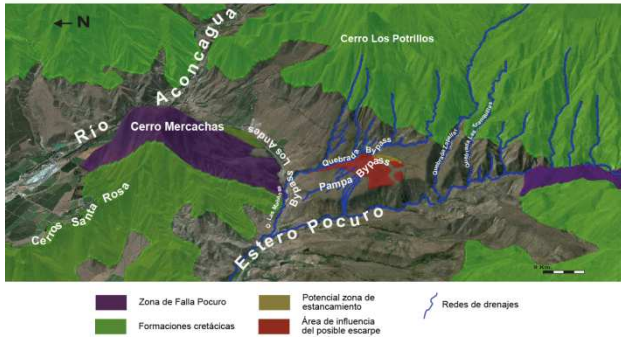 N
Cerro Los Potrillos
Río Aconcagua
Cerro Mercachas
Bypass Los Andes
Quebrada Bypass
Pampa Bypass
Cerros Santa Rosa
Estero Pocuro
Zona de Falla Pocuro
Formaciones cretácicas
Potencial zona de
estancamiento
Área de influencia
del posible escarpe
Redes de drenajes